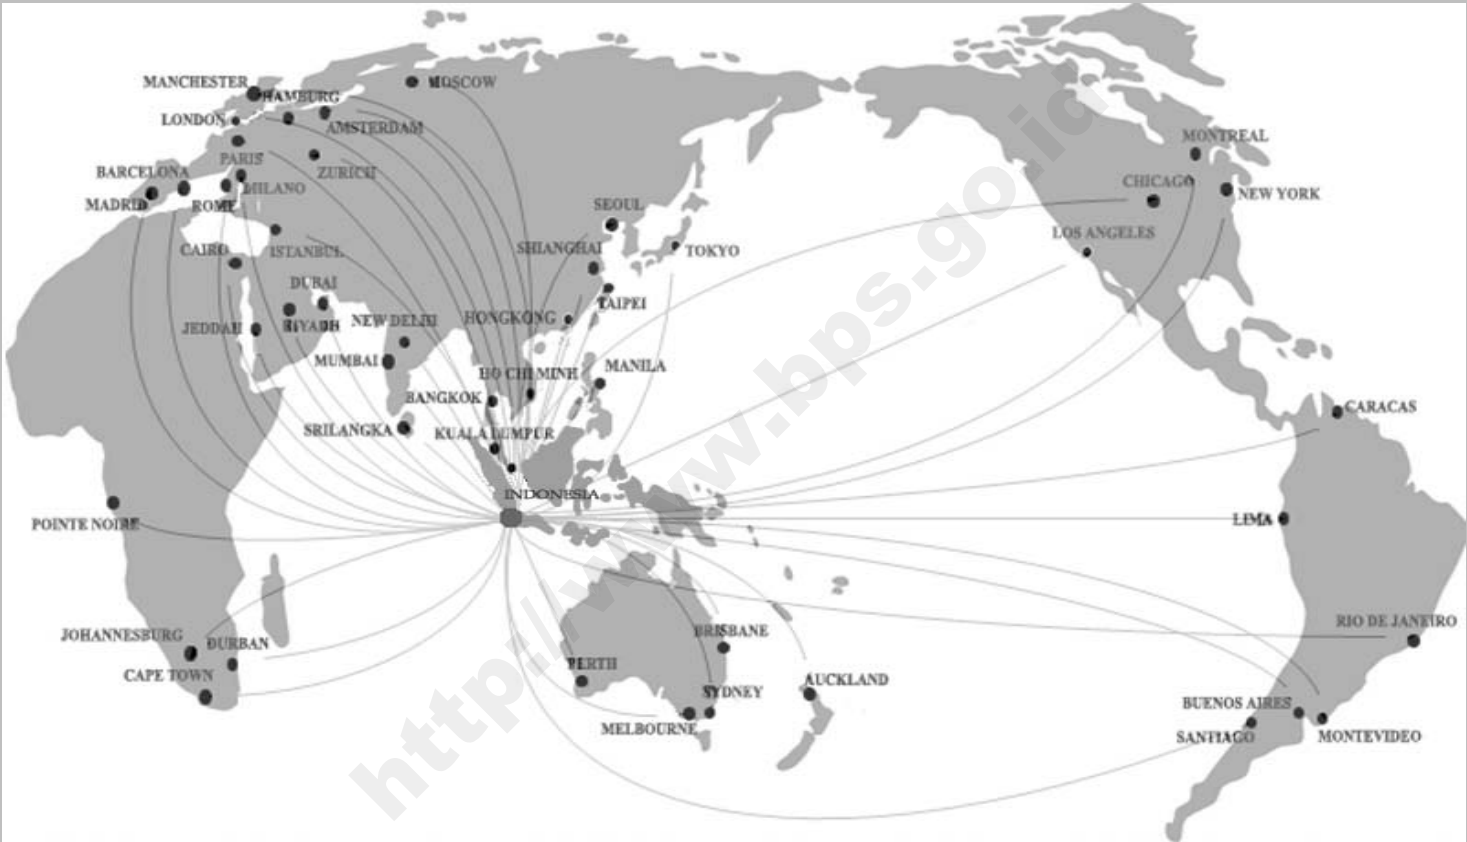 MANCHESTER
MOSCOW
HAMBURG
LONDON
AMSTERDAM
PARIS
ZURICH
BARCELONA
MILANO
MADRID
ROME
CAIRO
ISTANBUL
DUBAI
JEDDAH
RIYADH
NEW DELHI
MUMBAI
SRILANGKA
SEOUL
SHIANGHAI
TOKYO
TAIPEI
HONGKONG
HO CHI MINH
MANILA
BANGKOK
KUALA LUMPUR
INDONESIA
MONTREAL
CHICAGO
NEW YORK
LOS ANGELES
CARACAS
LIMA
POINTE NOIRE
JOHANNESBURG
DURBAN
CAPE TOWN
PERTH
BRISBANE
SYDNEY
MELBOURNE
AUCKLAND
RIO DE JANEIRO
BUENOS AIRES
SANTIAGO
MONTEVIDEO
http://www.bps.go.id